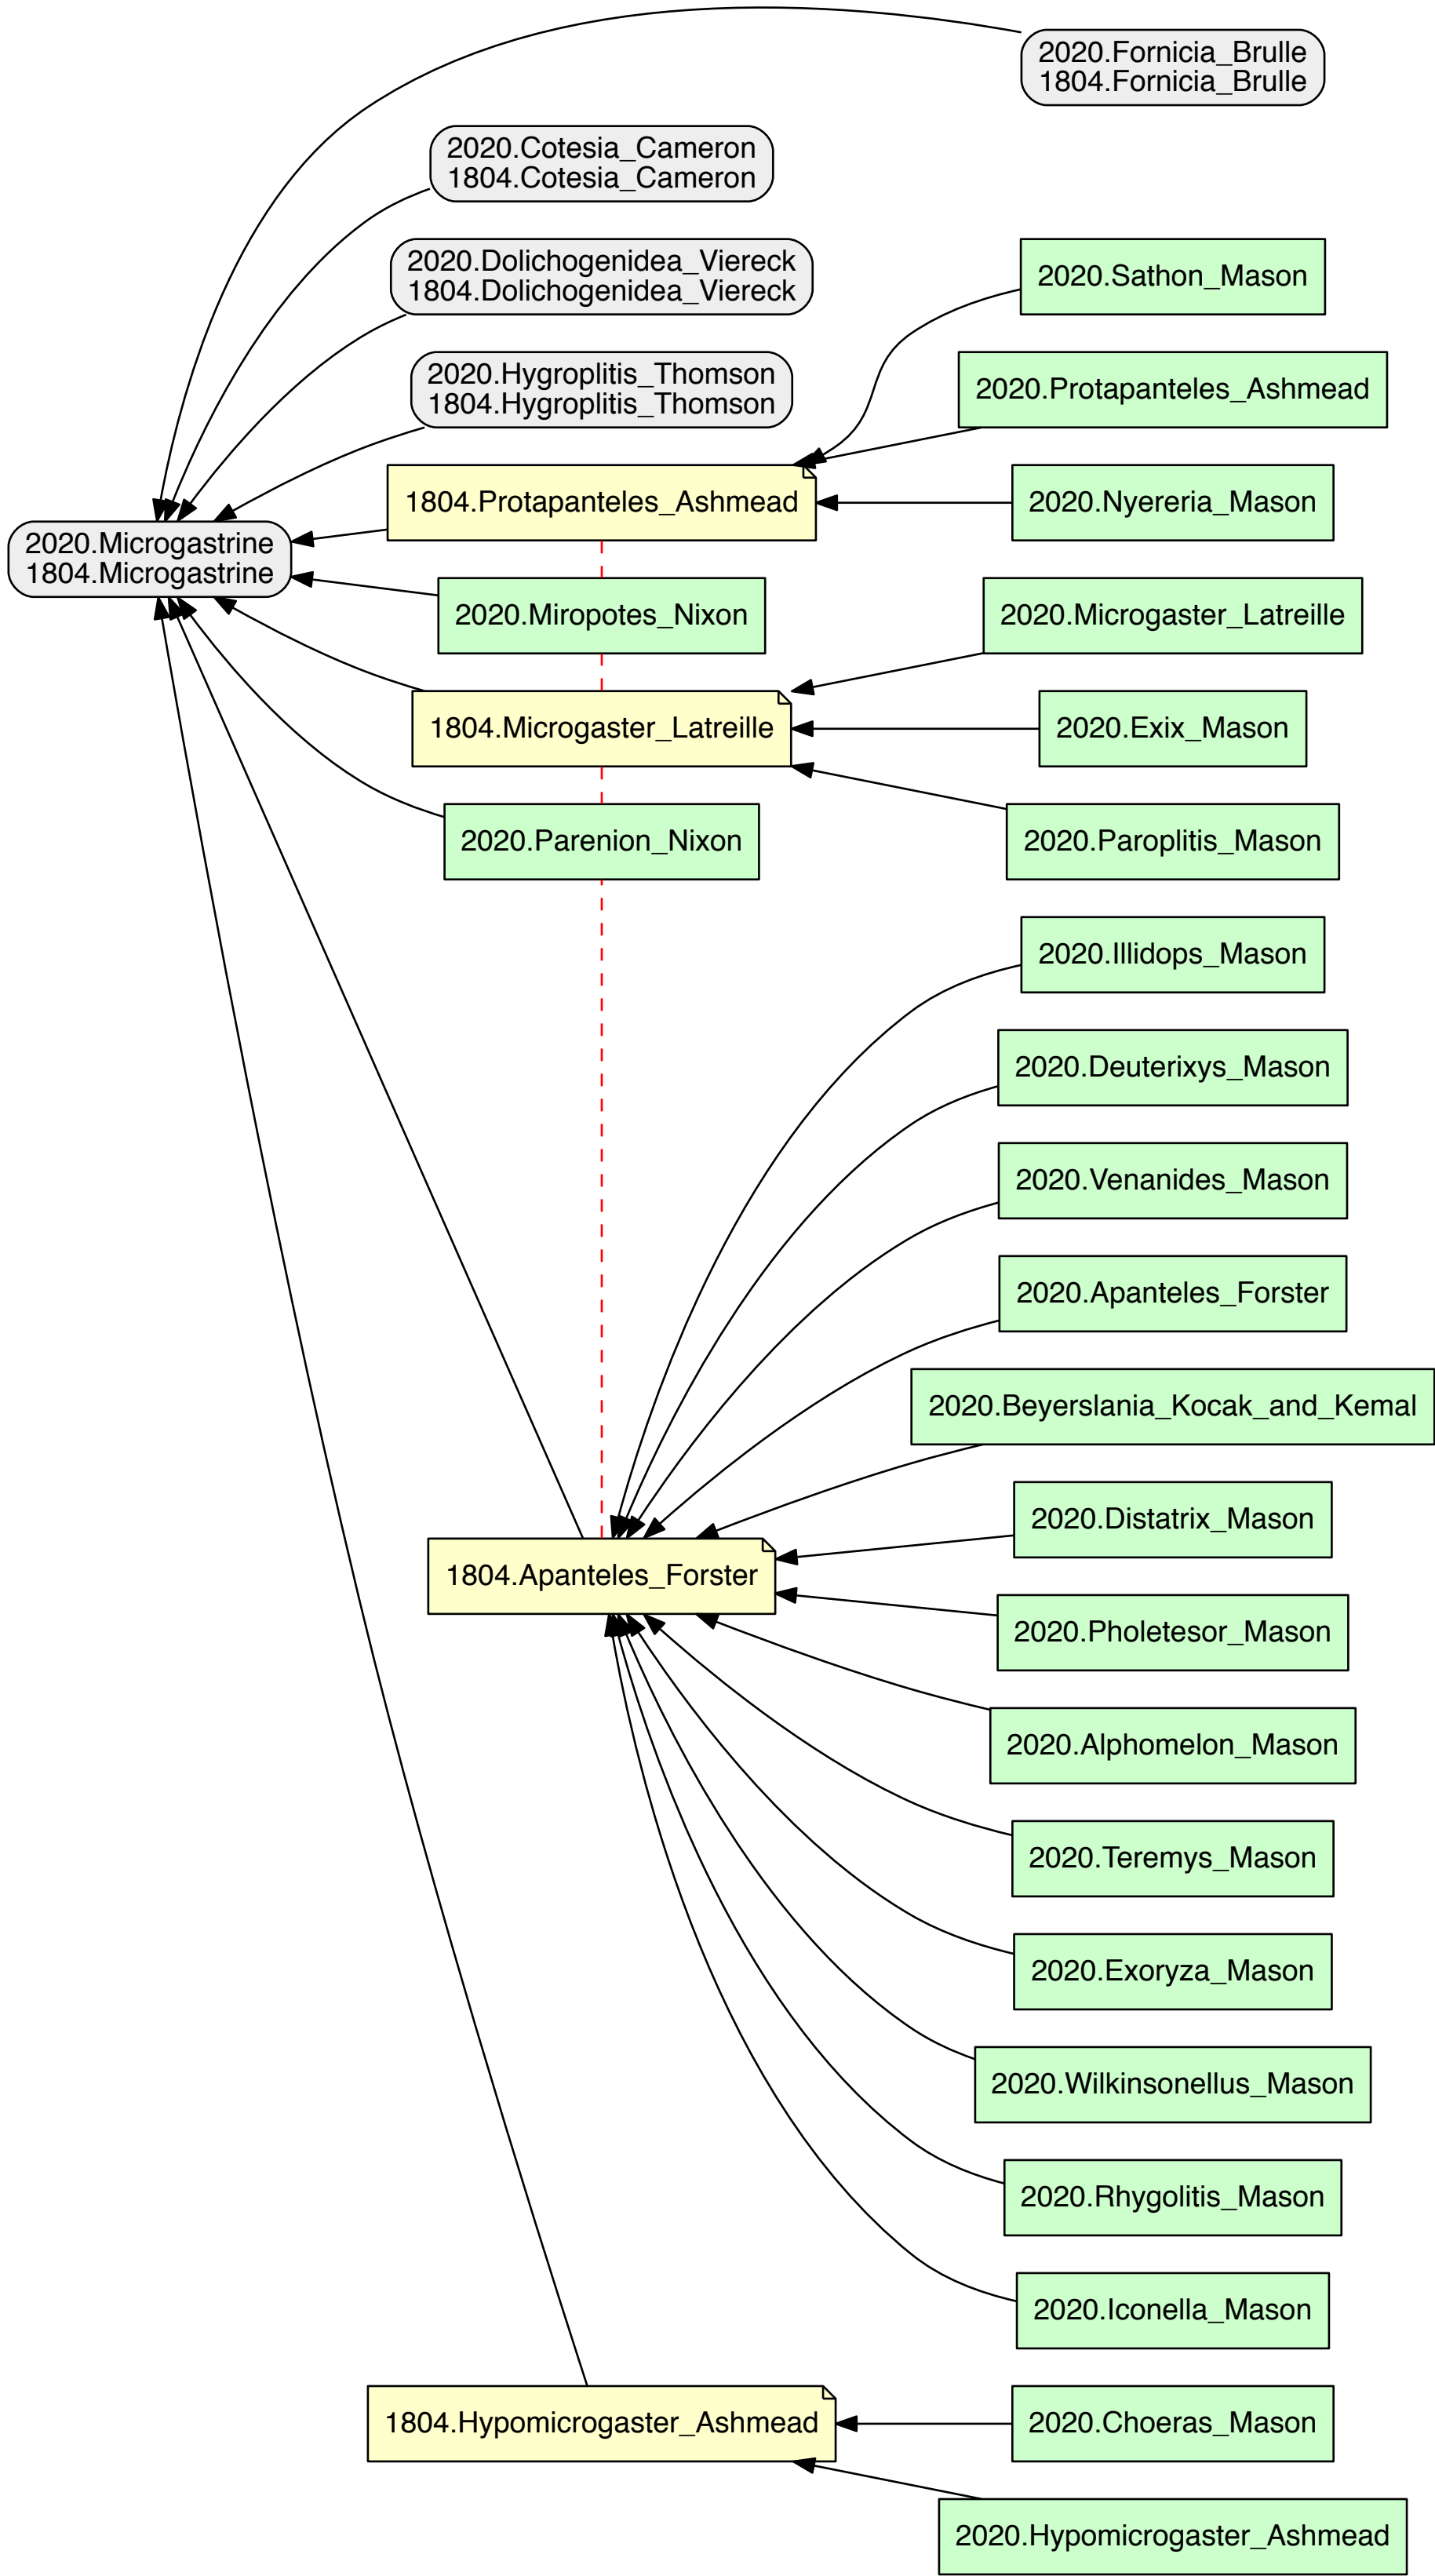 2020.Fornicia_Brulle
1804.Fornicia_Brulle
2020.Cotesia_Cameron
1804.Cotesia_Cameron
2020.Dolichogenidea_Viereck
1804.Dolichogenidea_Viereck
2020.Sathon_Mason
2020.Hygroplitis_Thomson
1804.Hygroplitis_Thomson
2020.Protapanteles_Ashmead
1804.Protapanteles_Ashmead
2020.Nyereria_Mason
2020.Microgastrine
1804.Microgastrine
2020.Miropotes_Nixon
2020.Microgaster_Latreille
1804.Microgaster_Latreille
2020.Exix_Mason
2020.Parenion_Nixon
2020.Paroplitis_Mason
2020.Illidops_Mason
2020.Deuterixys_Mason
2020.Venanides_Mason
2020.Apanteles_Forster
2020.Beyerslania_Kocak_and_Kemal
2020.Distatrix_Mason
1804.Apanteles_Forster
2020.Pholetesor_Mason
2020.Alphomelon_Mason
2020.Teremys_Mason
2020.Exoryza_Mason
2020.Wilkinsonellus_Mason
2020.Rhygolitis_Mason
2020.Iconella_Mason
1804.Hypomicrogaster_Ashmead
2020.Choeras_Mason
2020.Hypomicrogaster_Ashmead